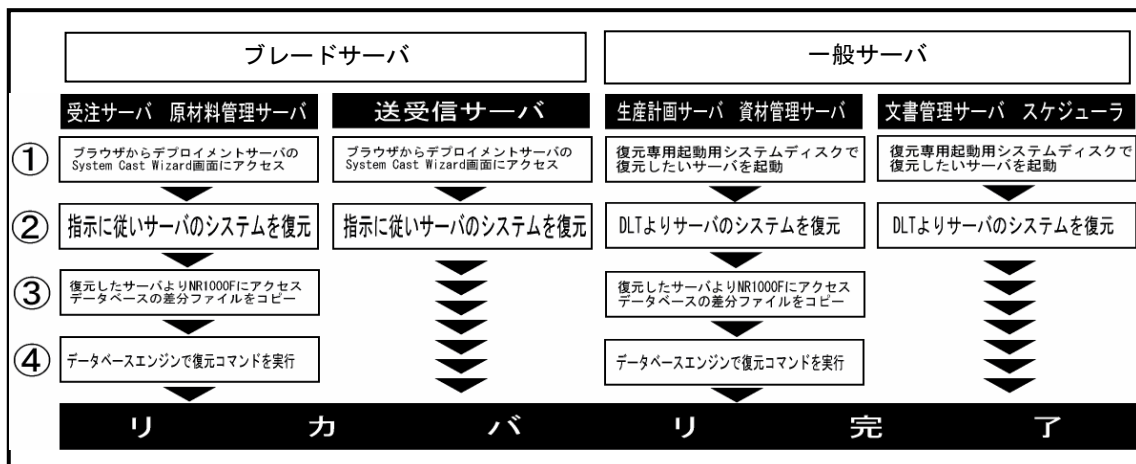 ブレードサーバ 一般サーバ
受注サーバ 原材料管理サーバ 送受信サーバ 生産計画サーバ 資材管理サーバ 文書管理サーバ スケジューラ
①
ブラウザからデプロイメントサーバの
System Cast Wizard画面にアクセス
ブラウザからデプロイメントサーバの
System Cast Wizard画面にアクセス
復元専用起動用システムディスクで
復元したいサーバを起動
復元専用起動用システムディスクで
復元したいサーバを起動
②
指示に従いサーバのシステムを復元
指示に従いサーバのシステムを復元
DLTよりサーバのシステムを復元
DLTよりサーバのシステムを復元
③
復元したサーバよりNR1000Fにアクセス
データベースの差分ファイルをコピー
復元したサーバよりNR1000Fにアクセス
データベースの差分ファイルをコピー
④
データベースエンジンで復元コマンドを実行
データベースエンジンで復元コマンドを実行
リカバリ完了